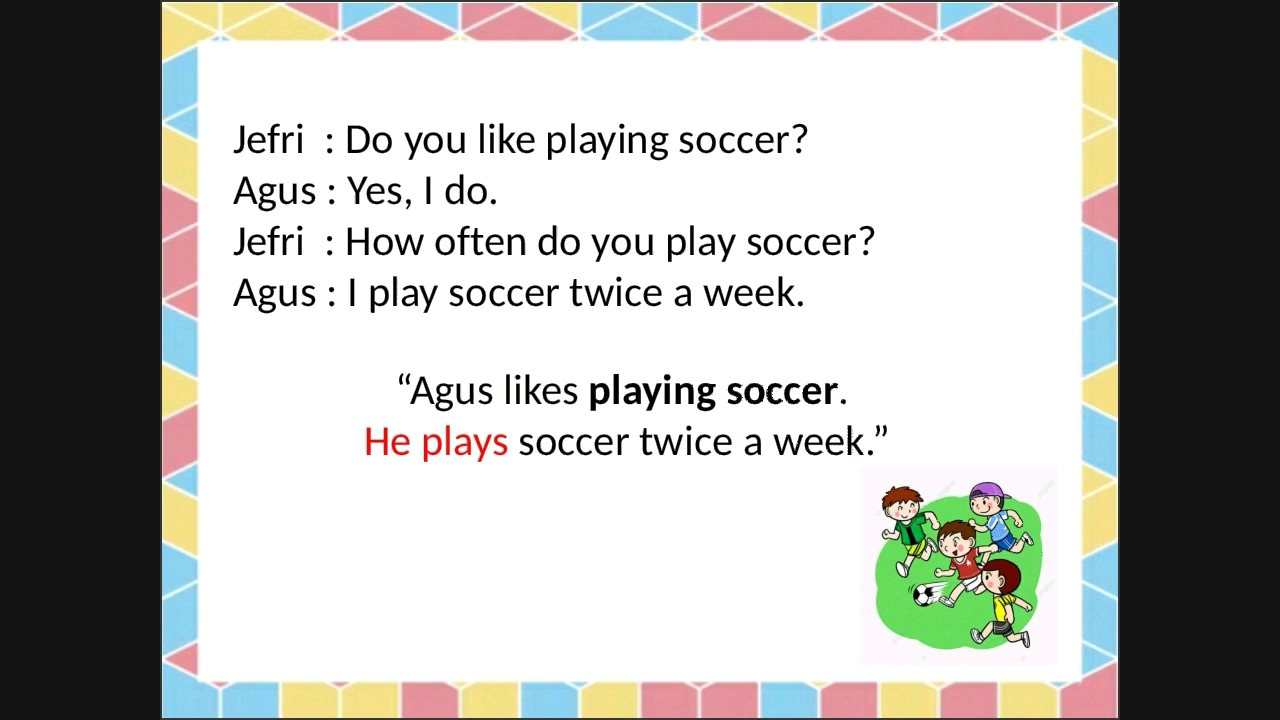 Jefri  : Do you like playing soccer?
Agus : Yes, I do.
Jefri  : How often do you play soccer?
Agus : I play soccer twice a week.
“Agus likes playing soccer.
He plays soccer twice a week.”